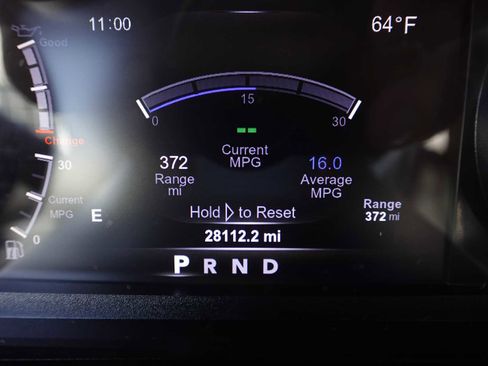 11:00
64°F
Good
15
0
30
--
Change
Current
MPG
372
Range
mi
16.0
Average
MPG
30
Current
MPG
E
Range
372 mi
Hold ▷ to Reset
0
28112.2 mi
P R N D